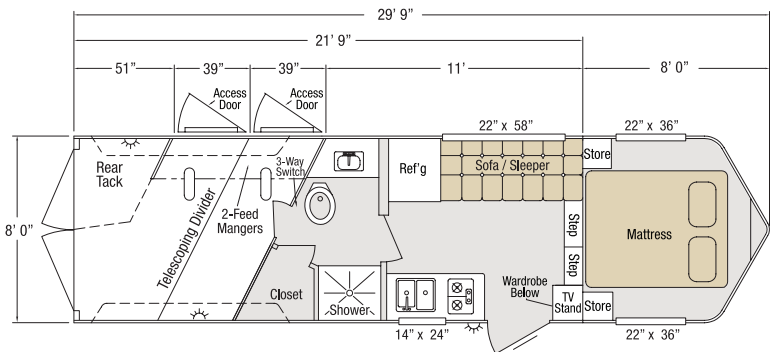 29' 9"
21' 9"
51"
39"
39"
11'
8' 0"
Access
Door
Access
Door
22" x 58"
22" x 36"
Rear
Tack
3-Way
Switch
Ref'g
Sofa / Sleeper
Store
8' 0"
Telescoping Divider
2-Feed
Mangers
Step
Mattress
Step
Closet
Shower
Wardrobe
Below
TV
Stand
Store
14" x 24"
22" x 36"